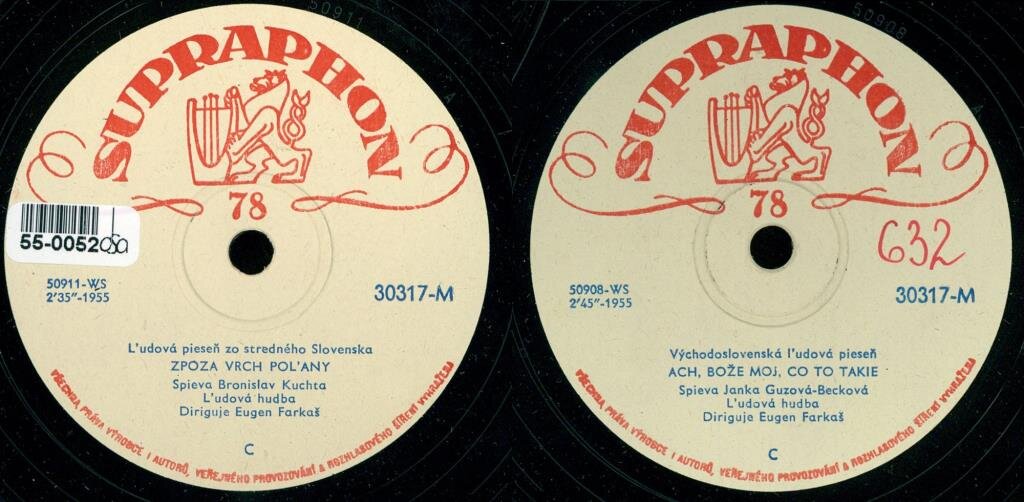 50911
SUPRAPHON
78
55-0052
50911-WS
2'35"-1955
30317-M
L'udová pieseň zo stredného Slovenska
ZPOZA VRCH POL'ANY
Spieva Bronislav Kuchta
L'udová hudba
Diriguje Eugen Farkaš
C
VŠECHNA PRÁVA VÝROBCE I AUTORŮ, VEŘEJNÉHO PROVOZOVÁNÍ A ROZHLASOVÉHO ŠÍŘENÍ VYHRAŽENA
50908
A
SUPRAPHON
78
632
50908-WS
2'45"-1955
30317-M
Východoslovenská l'udová pieseň
ACH, BOŽE MOJ, CO TO TAKIE
Spieva Janka Guzová-Becková
L'udová hudba
Diriguje Eugen Farkaš
C
VŠECHNA PRÁVA VÝROBCE I AUTORŮ, VEŘEJNÉHO PROVOZOVÁNÍ A ROZHLASOVÉHO ŠÍŘENÍ VYHRAŽENA